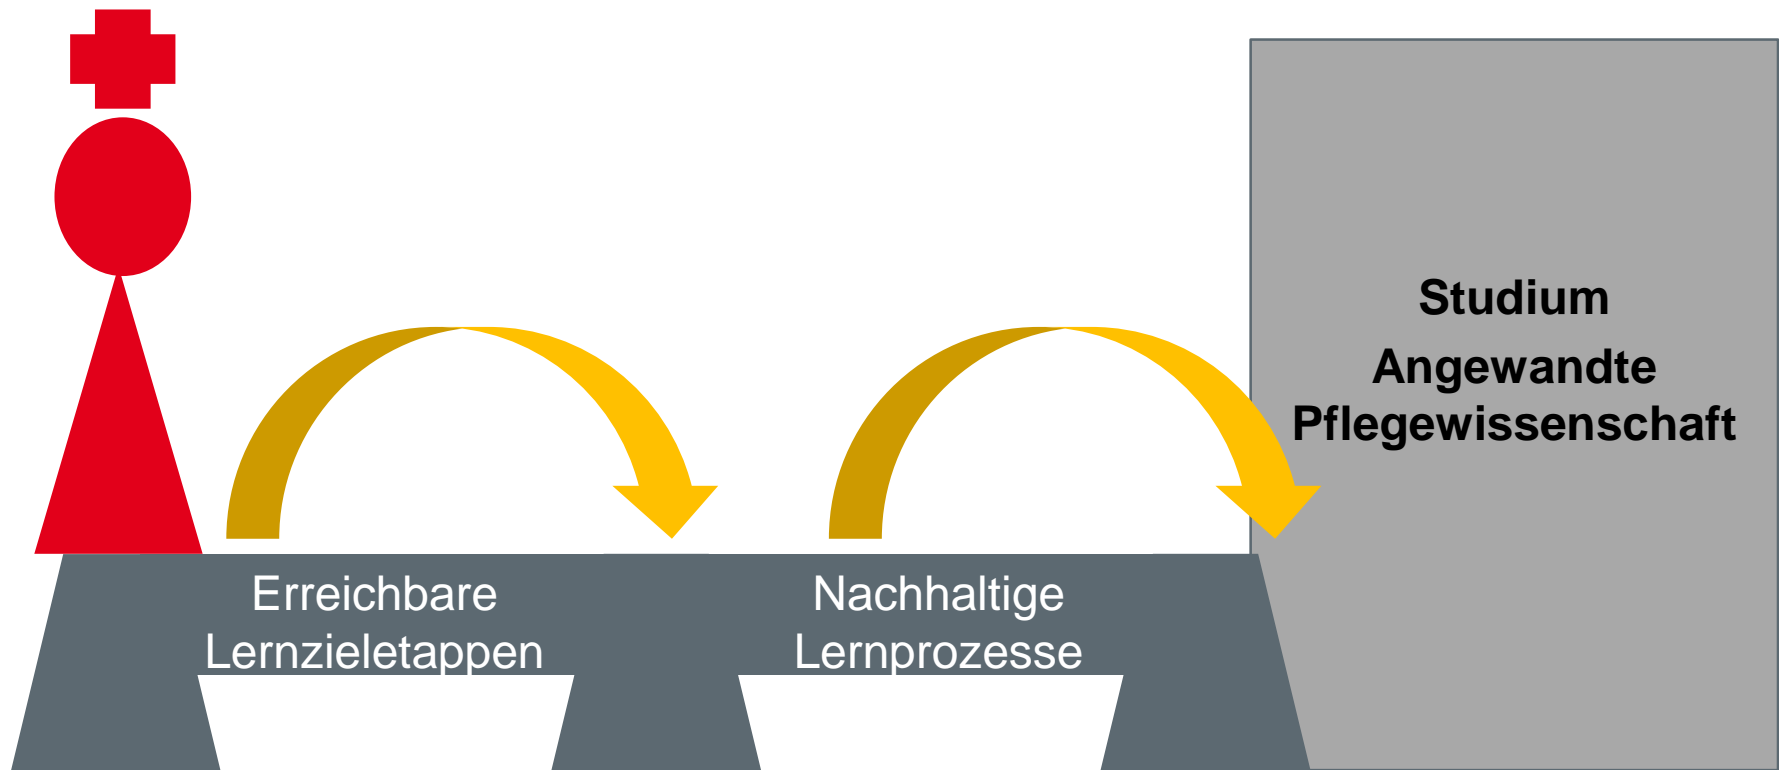 Studium
Angewandte
Pflegewissenschaft
Erreichbare
Lernzieletappen
Nachhaltige
Lernprozesse